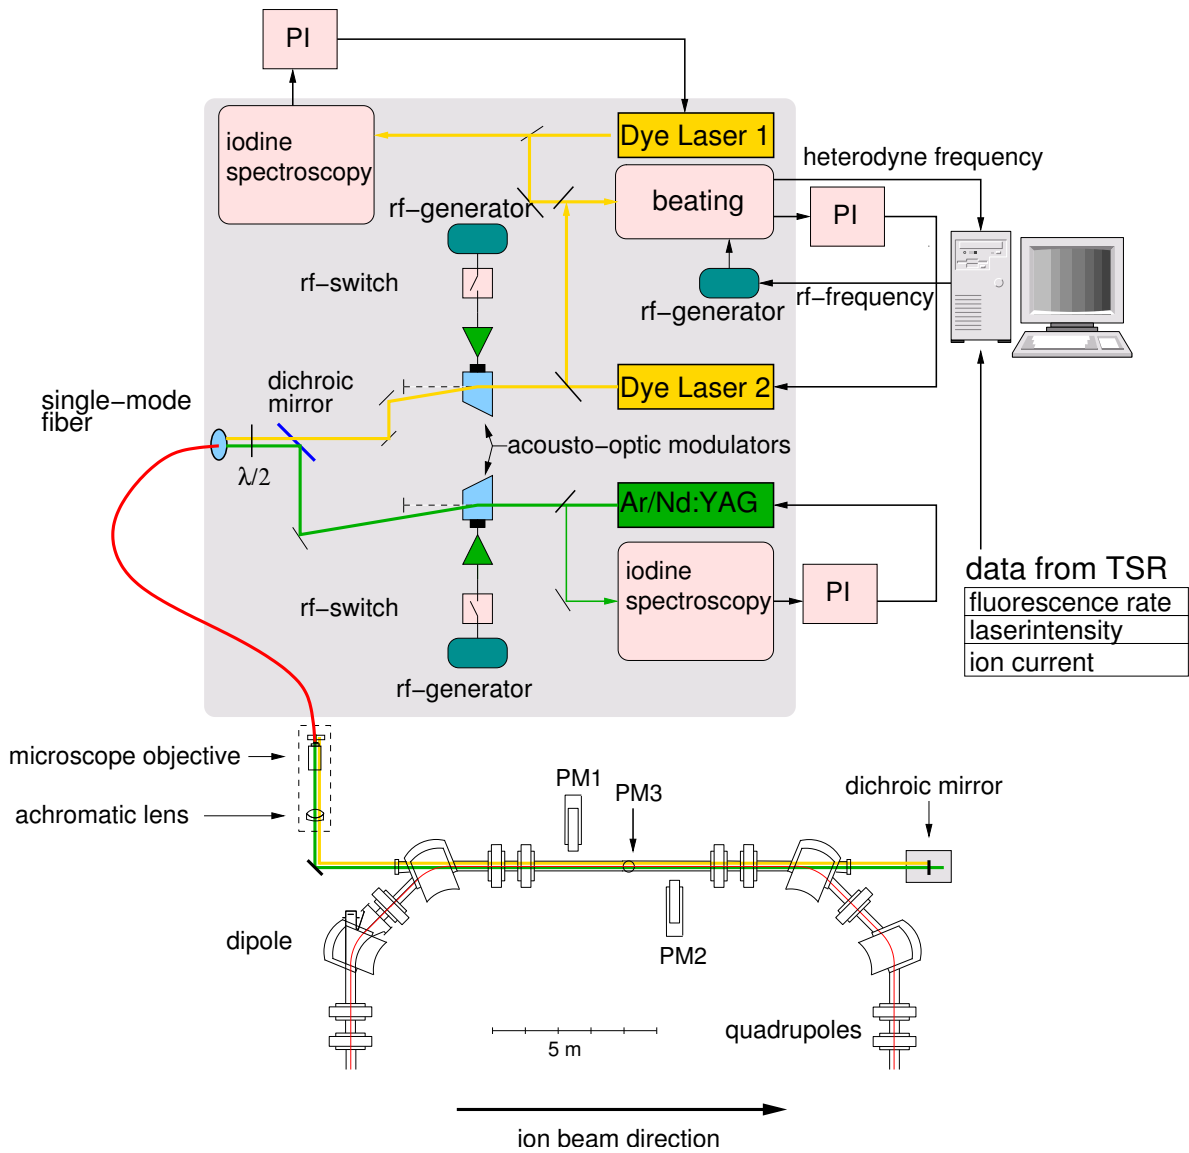 PI
iodine
spectroscopy
Dye Laser 1
heterodyne frequency
beating
PI
rf−generator
rf−switch
rf−frequency
rf−generator
single−mode
fiber
dichroic
mirror
Dye Laser 2
λ/2
acousto−optic modulators
Ar/Nd:YAG
iodine
spectroscopy
PI
rf−switch
rf−generator
data from TSR
fluorescence rate
laserintensity
ion current
microscope objective
achromatic lens
PM1
PM3
dichroic mirror
dipole
PM2
quadrupoles
5 m
ion beam direction